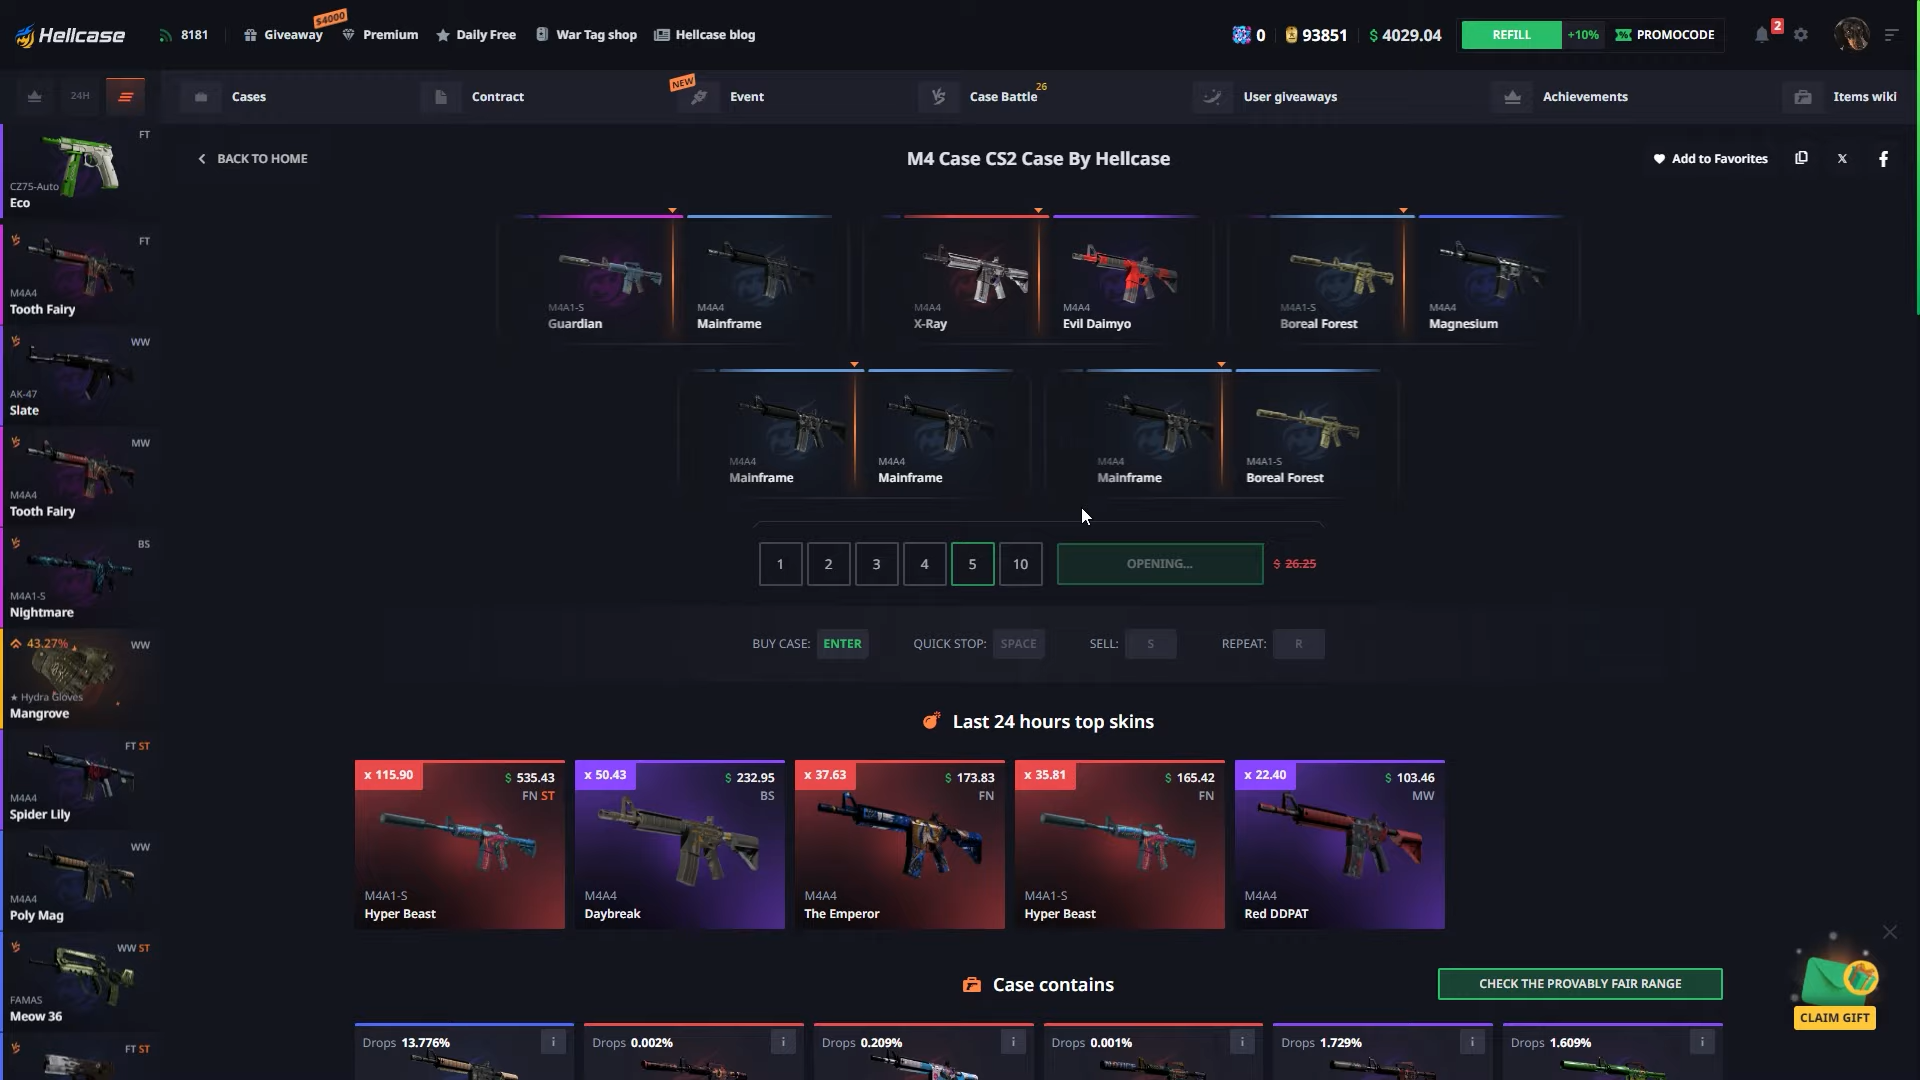 Hellcase
8181
Giveaway
$4000
Premium
Daily Free
War Tag shop
Hellcase blog
0
93851
$ 4029.04
REFILL
+10%
PROMOCODE
2
24H
Cases
Contract
NEW
Event
Case Battle
26
User giveaways
Achievements
Items wiki
BACK TO HOME
M4 Case CS2 Case By Hellcase
Add to Favorites
FT
CZ75-Auto
Eco
FT
M4A4
Tooth Fairy
WW
AK-47
Slate
MW
M4A4
Tooth Fairy
BS
M4A1-S
Nightmare
43.27%
WW
★ Hydra Gloves
Mangrove
FT ST
M4A4
Spider Lily
WW
M4A4
Poly Mag
WW ST
FAMAS
Meow 36
FT ST
M4A1-S
Guardian
M4A4
Mainframe
M4A4
X-Ray
Evil Daimyo
M4A1-S
Boreal Forest
M4A4
Magnesium
M4A4
Mainframe
M4A4
Mainframe
M4A4
Mainframe
M4A1-S
Boreal Forest
1
2
3
4
5
10
OPENING...
$ 26.25
BUY CASE: ENTER
QUICK STOP: SPACE
SELL: S
REPEAT: R
Last 24 hours top skins
x 115.90
$ 535.43
FN ST
M4A1-S
Hyper Beast
x 50.43
$ 232.95
BS
M4A4
Daybreak
x 37.63
$ 173.83
FN
M4A4
The Emperor
x 35.81
$ 165.42
FN
M4A1-S
Hyper Beast
x 22.40
$ 103.46
MW
M4A4
Red DDPAT
Case contains
CHECK THE PROVABLY FAIR RANGE
Drops 13.776%
i
Drops 0.002%
i
Drops 0.209%
i
Drops 0.001%
i
Drops 1.729%
i
Drops 1.609%
i
CLAIM GIFT